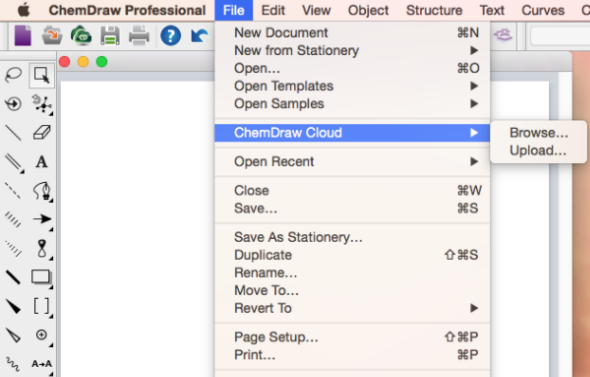 ChemDraw Professional File Edit View Object Structure Text Curves C
New Document ⌘N
New from Stationery ▶
Open... ⌘O
Open Templates ▶
Open Samples ▶
ChemDraw Cloud ▶
Browse...
Upload...
Open Recent ▶
Close ⌘W
Save... ⌘S
Save As Stationery...
Duplicate ⇧⌘S
Rename...
Move To...
Revert To ▶
Page Setup... ⇧⌘P
Print... ⌘P
A
[ ]
A→A